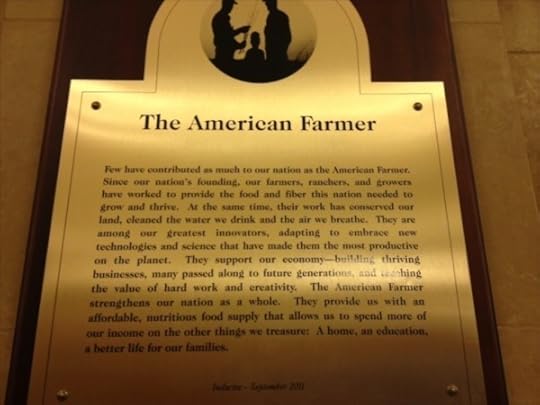 The American Farmer
Few have contributed as much to our nation as the American Farmer.
Since our nation's founding, our farmers, ranchers, and growers
have worked to provide the food and fiber this nation needed to
grow and thrive. At the same time, their work has conserved our
land, cleaned the water we drink and the air we breathe. They are
among our greatest innovators, adapting to embrace new
technologies and science that have made them the most productive
on the planet. They support our economy—building thriving
businesses, many passed along to future generations, and teaching
the value of hard work and creativity. The American Farmer
strengthens our nation as a whole. They provide us with an
affordable, nutritious food supply that allows us to spend more of
our income on the other things we treasure: A home, an education,
a better life for our families.
Inductee – September 2011